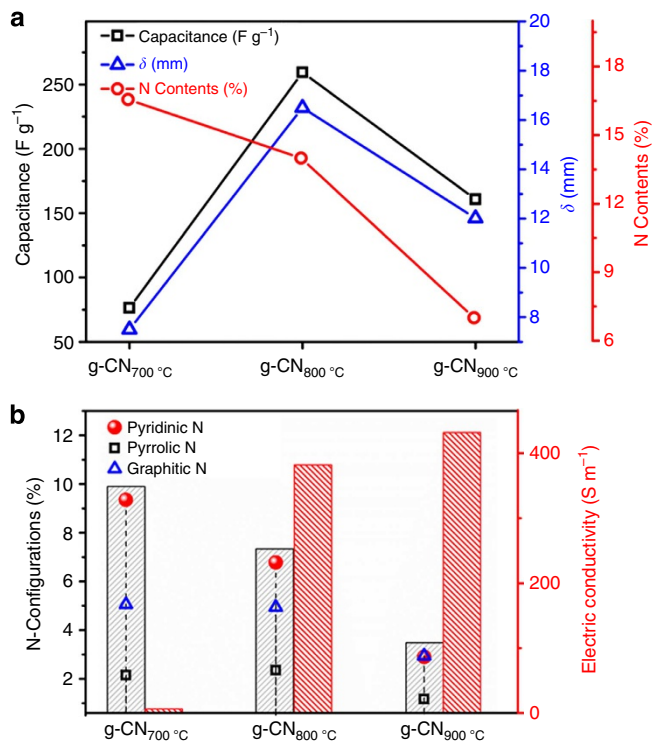 a
Capacitance (F g⁻¹)
δ (mm)
N Contents (%)
250
200
150
100
50
Capacitance (F g⁻¹)
20
18
16
14
12
10
8
δ (mm)
18
15
12
9
6
N Contents (%)
g-CN700 °C
g-CN800 °C
g-CN900 °C
b
Pyridinic N
Pyrrolic N
Graphitic N
12
10
8
6
4
2
N-Configurations (%)
400
200
0
Electric conductivity (S m⁻¹)
g-CN700 °C
g-CN800 °C
g-CN900 °C